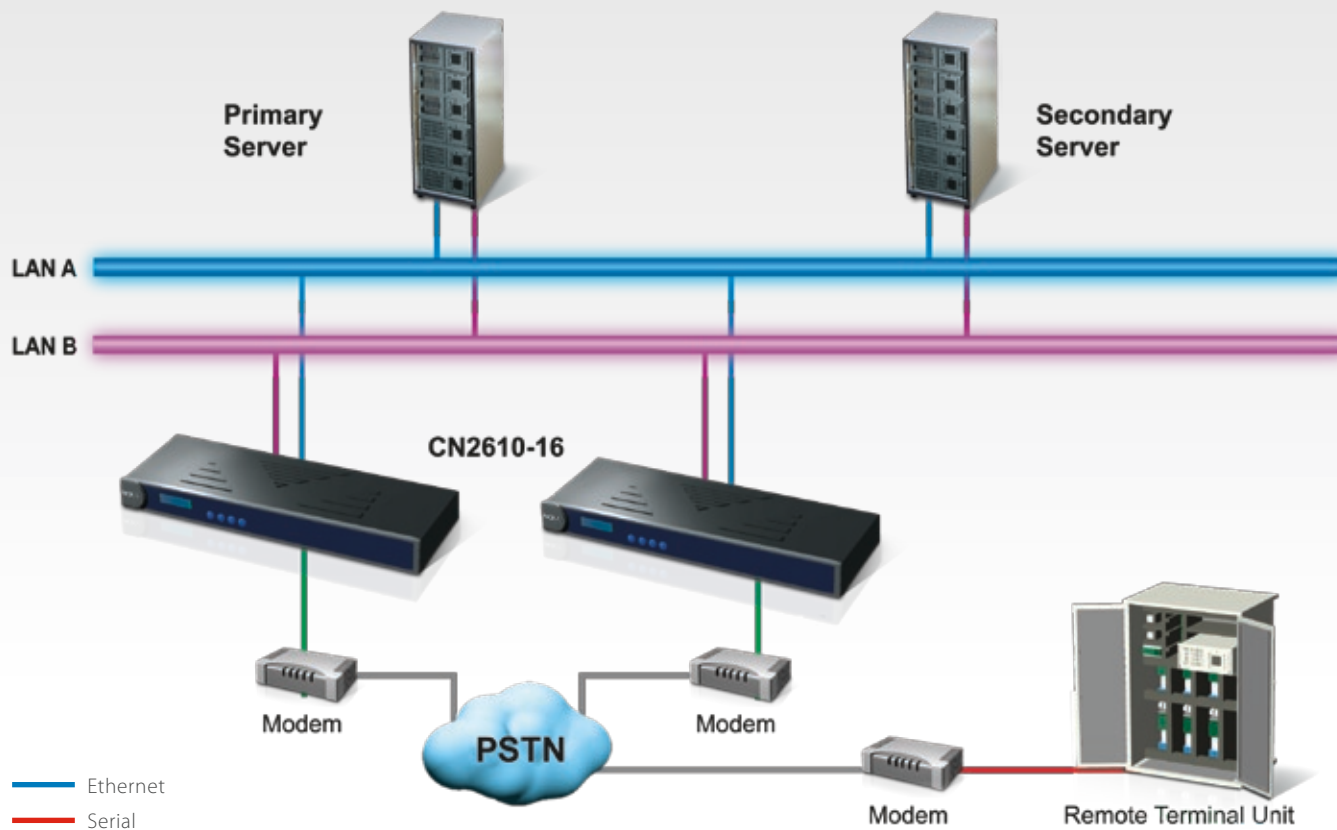 Primary
Server
Secondary
Server
LAN A
LAN B
CN2610-16
Modem
Modem
PSTN
Ethernet
Serial
Modem
Remote Terminal Unit